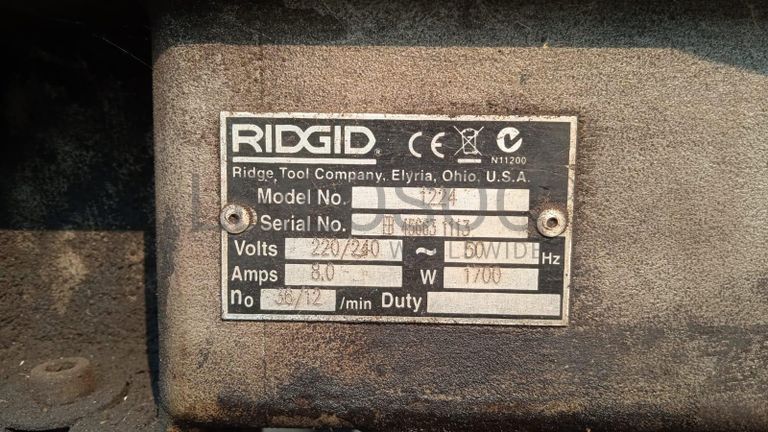 RIDGID
CE N11200
Ridge Tool Company, Elyria, Ohio, U.S.A.
Model No. 1224
Serial No. 1113
Volts 220/240 ~ 50 Hz
Amps 8,0 W 1700
no 36/12 /min Duty